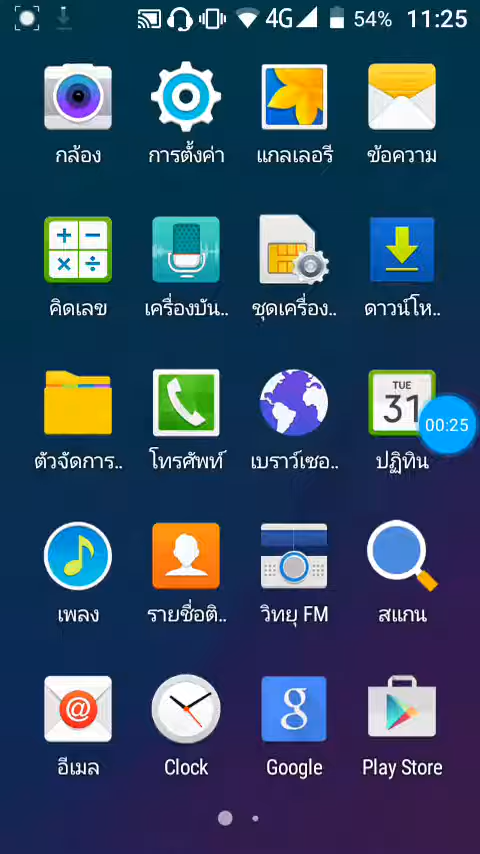 4G 54% 11:25
กล้อง การตั้งค่า แกลเลอรี ข้อความ
คิดเลข เครื่องบัน.. ชุดเครื่อง.. ดาวน์โห..
TUE
31
00:25
ตัวจัดการ.. โทรศัพท์ เบราว์เซอ.. ปฏิทิน
เพลง รายชื่อติ.. วิทยุ FM สแกน
@ g
อีเมล Clock Google Play Store